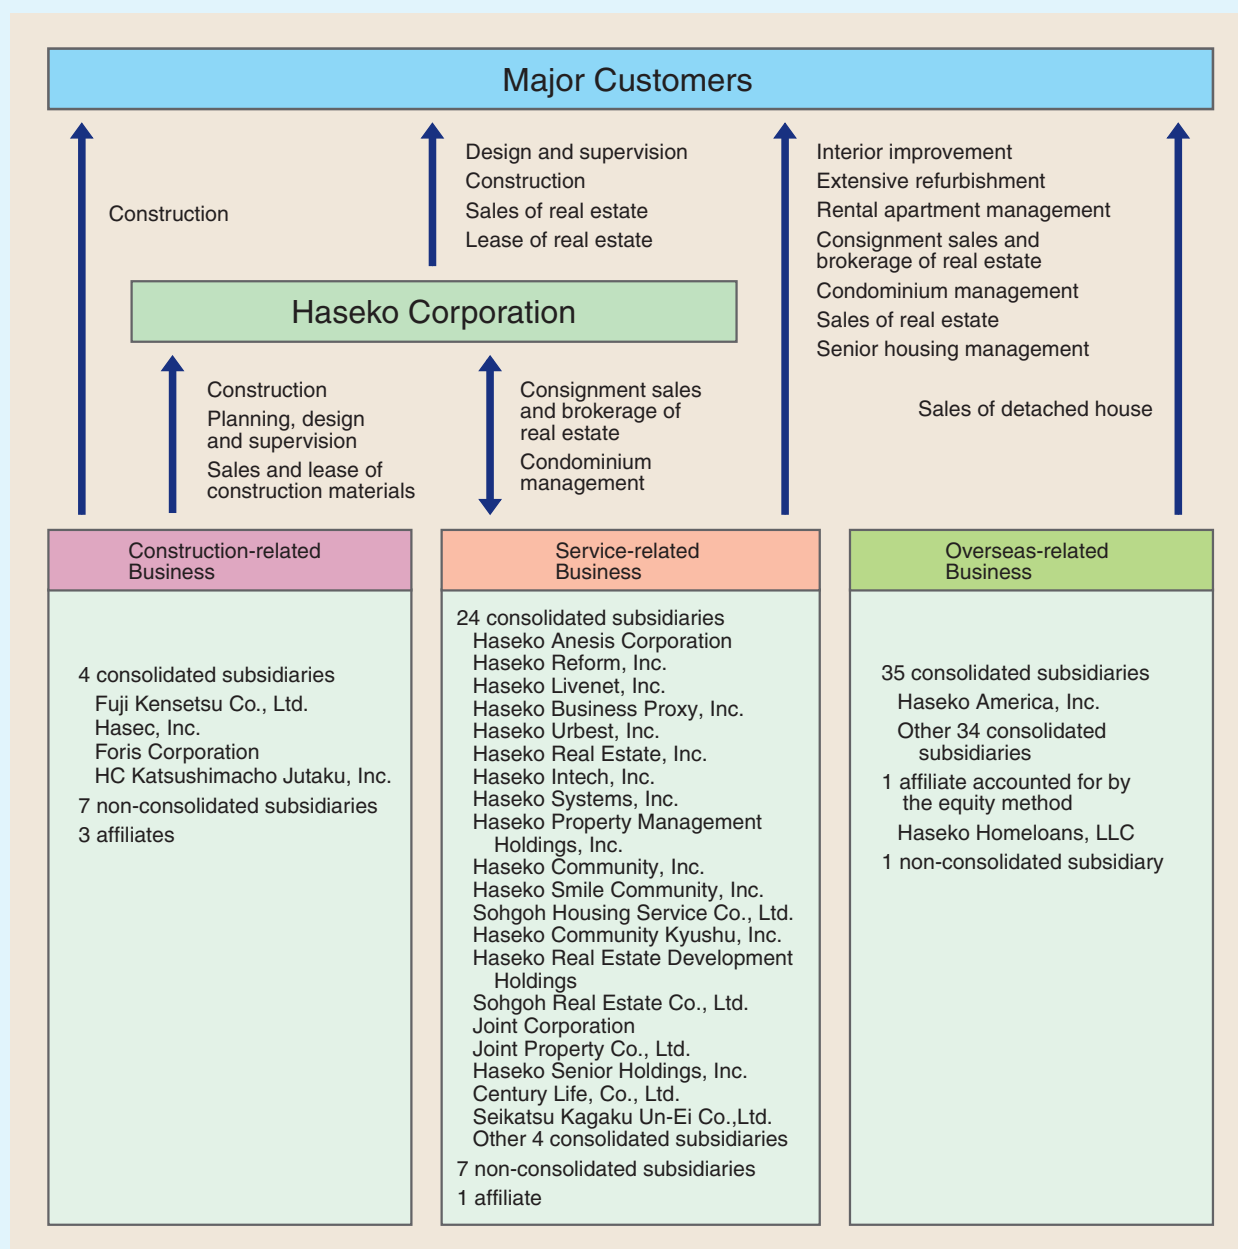 Major Customers
Construction
Design and supervision
Construction
Sales of real estate
Lease of real estate
Interior improvement
Extensive refurbishment
Rental apartment management
Consignment sales and
brokerage of real estate
Condominium management
Sales of real estate
Senior housing management
Haseko Corporation
Construction
Planning, design
and supervision
Sales and lease of
construction materials
Consignment sales
and brokerage of
real estate
Condominium
management
Sales of detached house
Construction-related
Business
4 consolidated subsidiaries
Fuji Kensetsu Co., Ltd.
Hasec, Inc.
Foris Corporation
HC Katsushimacho Jutaku, Inc.
7 non-consolidated subsidiaries
3 affiliates
Service-related
Business
24 consolidated subsidiaries
Haseko Anesis Corporation
Haseko Reform, Inc.
Haseko Livenet, Inc.
Haseko Business Proxy, Inc.
Haseko Urbest, Inc.
Haseko Real Estate, Inc.
Haseko Intech, Inc.
Haseko Systems, Inc.
Haseko Property Management
Holdings, Inc.
Haseko Community, Inc.
Haseko Smile Community, Inc.
Sohgoh Housing Service Co., Ltd.
Haseko Community Kyushu, Inc.
Haseko Real Estate Development
Holdings
Sohgoh Real Estate Co., Ltd.
Joint Corporation
Joint Property Co., Ltd.
Haseko Senior Holdings, Inc.
Century Life, Co., Ltd.
Seikatsu Kagaku Un-Ei Co.,Ltd.
Other 4 consolidated subsidiaries
7 non-consolidated subsidiaries
1 affiliate
Overseas-related
Business
35 consolidated subsidiaries
Haseko America, Inc.
Other 34 consolidated
subsidiaries
1 affiliate accounted for by
the equity method
Haseko Homeloans, LLC
1 non-consolidated subsidiary